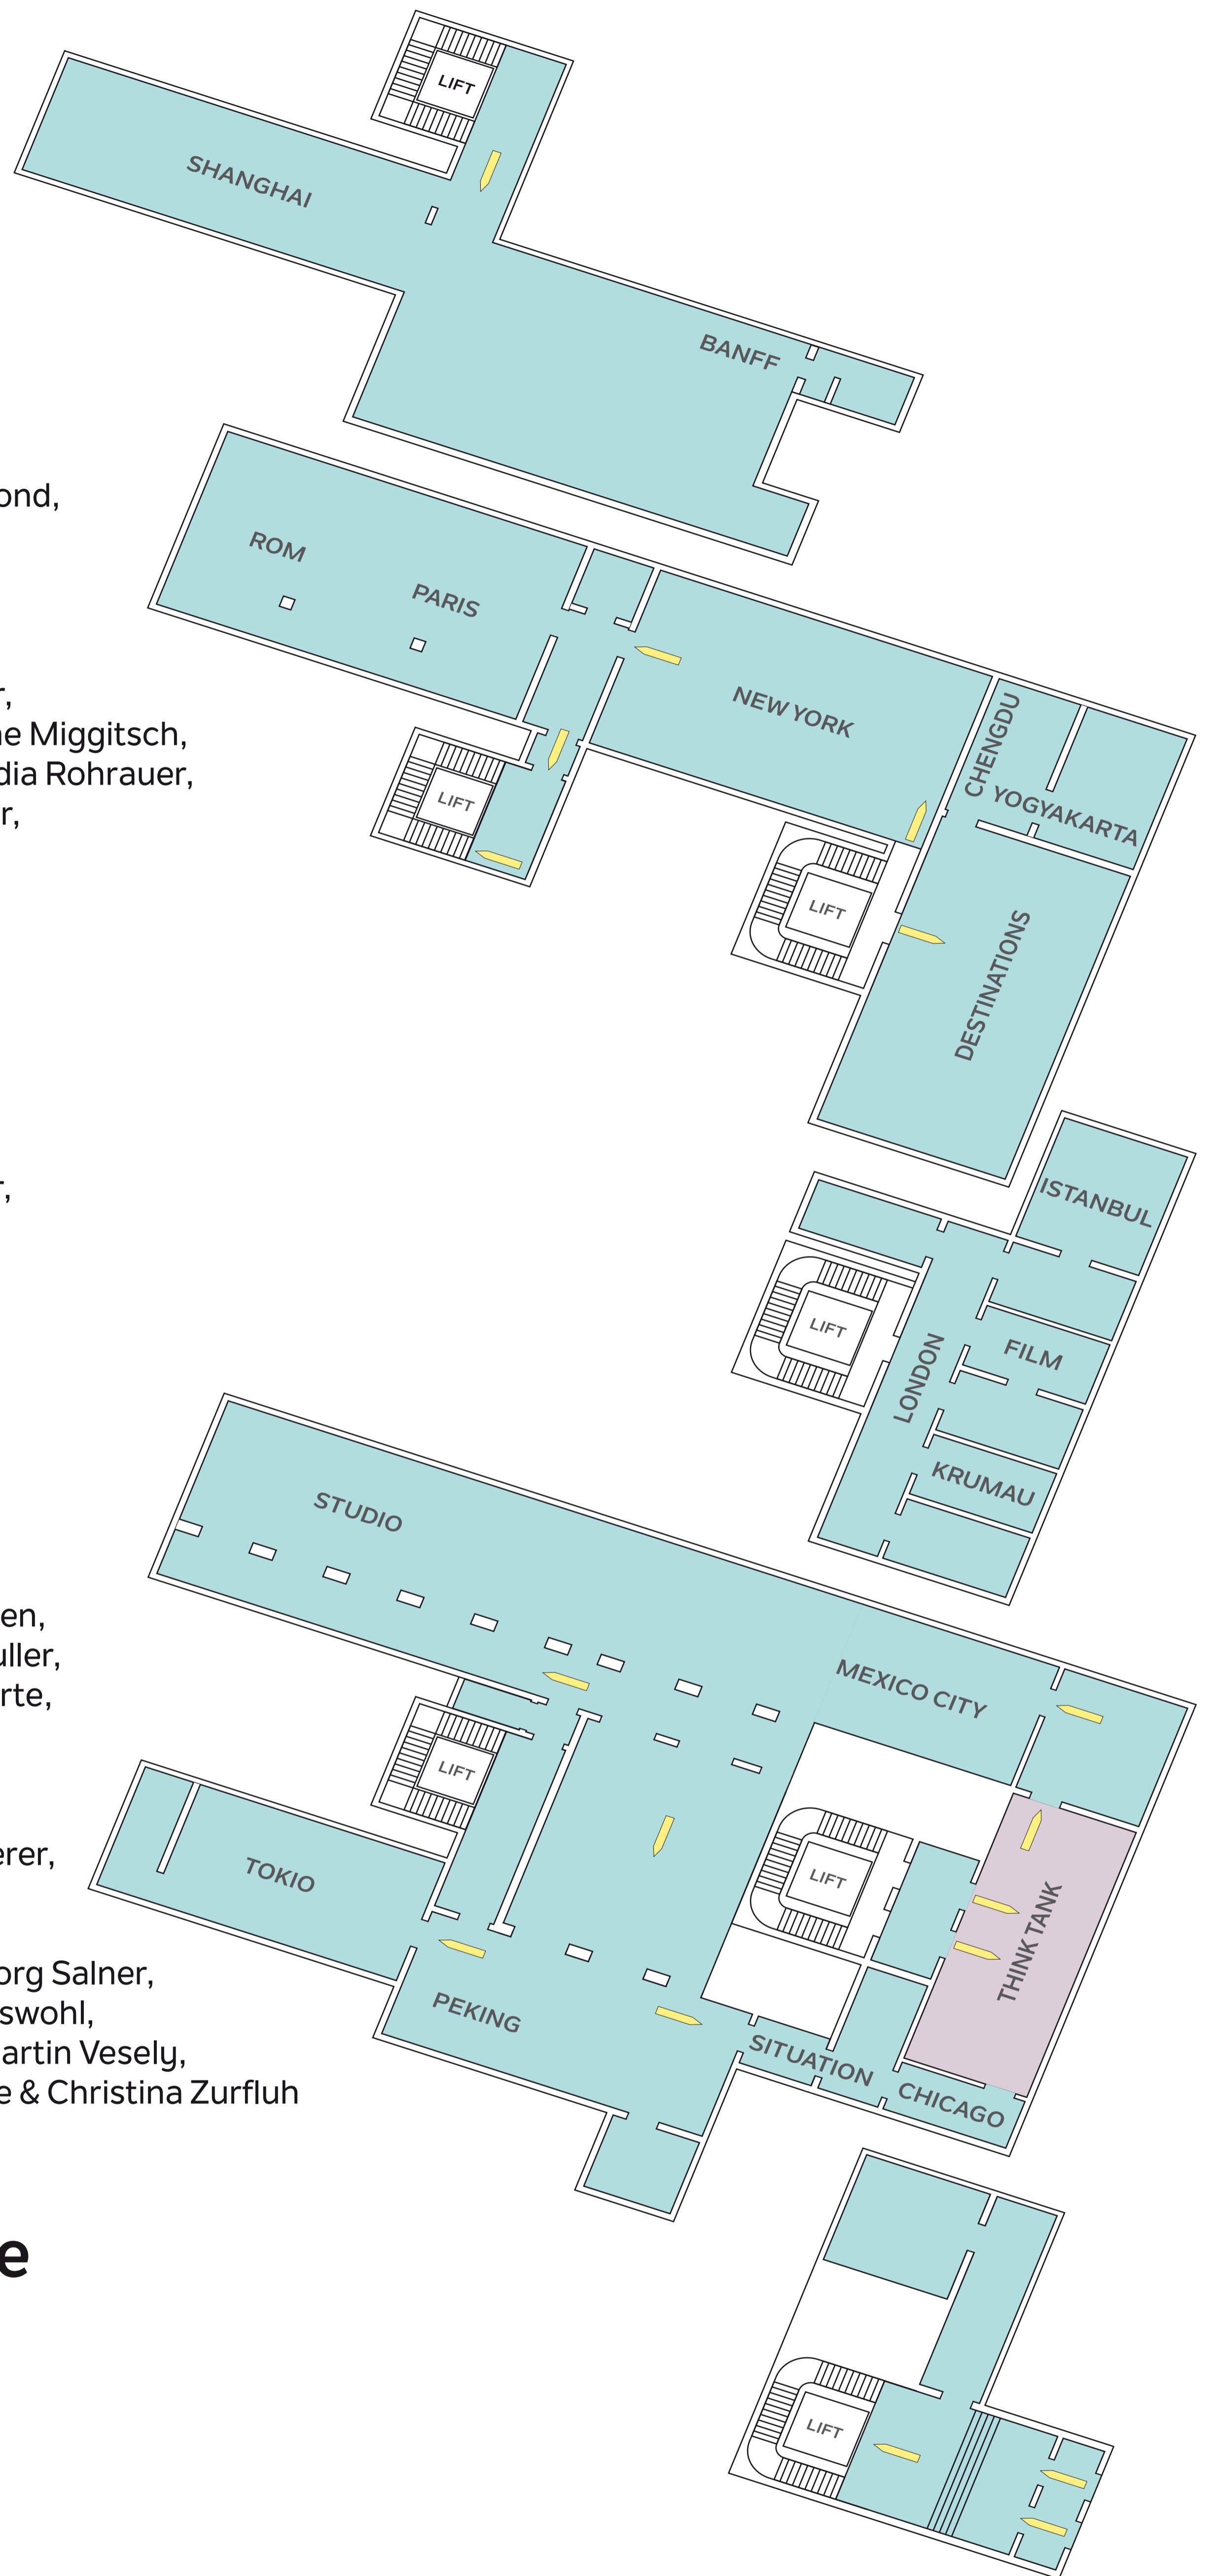 LIFT
SHANGHAI
BANFF
ond,
ROM
PARIS
r,
NEW YORK
CHENGDU
ne Miggitsch,
dia Rohrauer,
LIFT
YOGYAKARTA
r,
LIFT
DESTINATIONS
r,
ISTANBUL
LIFT
FILM
LONDON
KRUMAU
STUDIO
en,
uller,
rte,
MEXICO CITY
LIFT
erer,
TOKIO
LIFT
THINK TANK
org Salner,
swohl,
PEKING
artin Vesely,
SITUATION
e & Christina Zurfluh
CHICAGO
e
LIFT